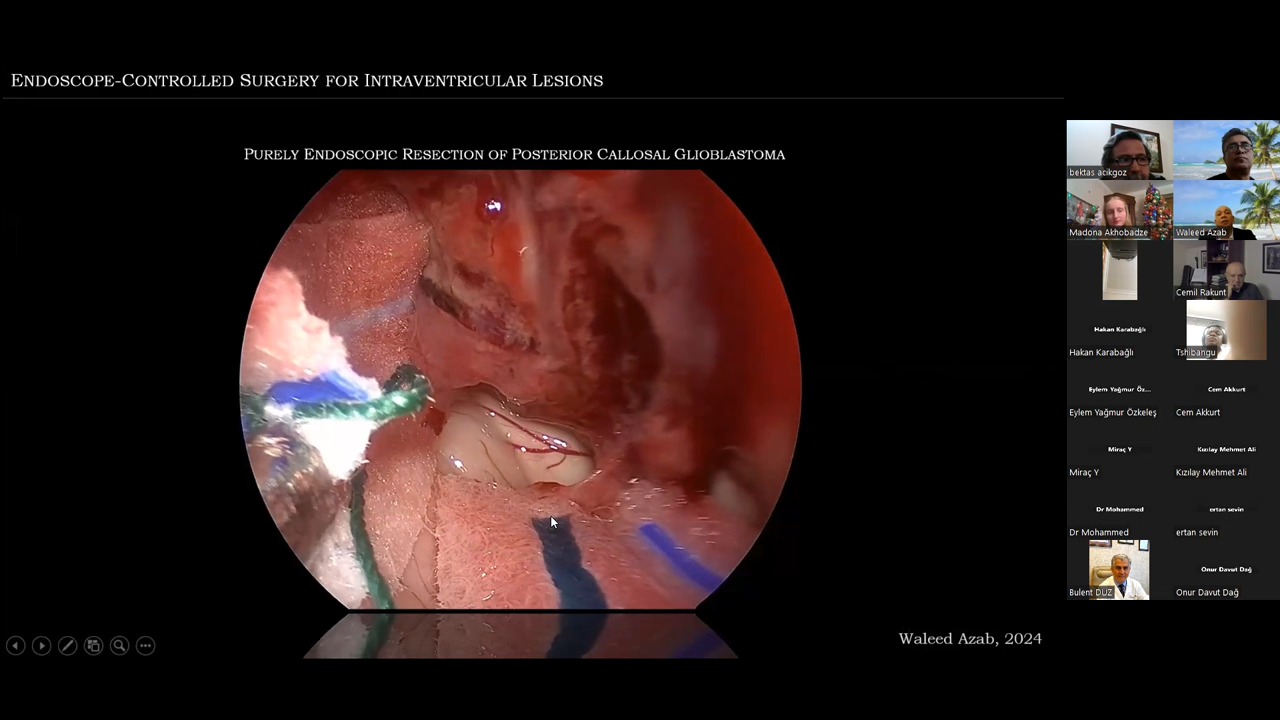 ENDOSCOPE-CONTROLLED SURGERY FOR INTRAVENTRICULAR LESIONS
PURELY ENDOSCOPIC RESECTION OF POSTERIOR CALLOSAL GLIOBLASTOMA
Waleed Azab, 2024
bektas acikgoz
Madona Akhobadze
Waleed Azab
Cemil Rakunt
Hakan Karabağlı
Hakan Karabağlı
Tshibangu
Eylem Yağmur Öz...
Cem Akkurt
Eylem Yağmur Özkeleş
Cem Akkurt
Miraç Y
Kızılay Mehmet Ali
Miraç Y
Kızılay Mehmet Ali
Dr Mohammed
ertan sevin
Dr Mohammed
ertan sevin
Onur Davut Dağ
Bulent DUZ
Onur Davut Dağ